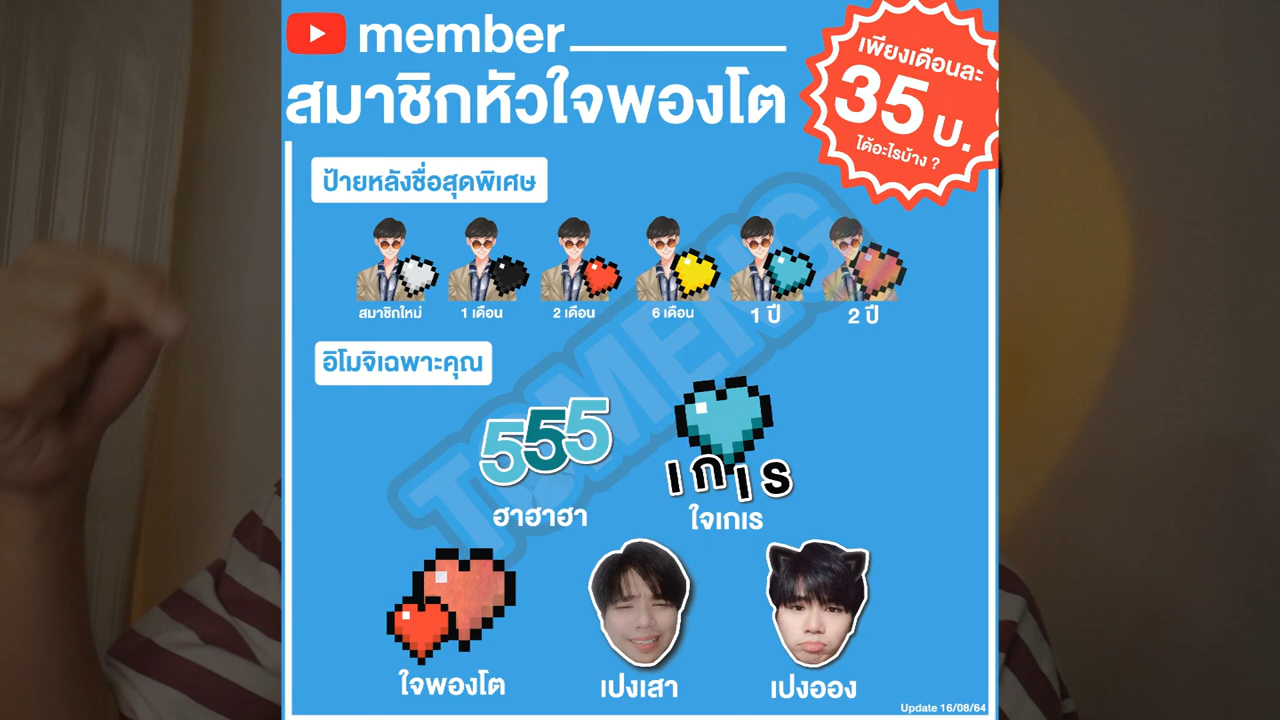 member
สมาชิกหัวใจพองโต
เพียงเดือนละ
35 บ.
ได้อะไรบ้าง ?
ป้ายหลังชื่อสุดพิเศษ
สมาชิกใหม่ 1 เดือน 2 เดือน 6 เดือน 1 ปี 2 ปี
อิโมจิเฉพาะคุณ
TOMENG
555
เกเร
ฮาฮาฮา ใจเกเร
ใจพองโต เปงเสา เปงออง
Update 16/08/64